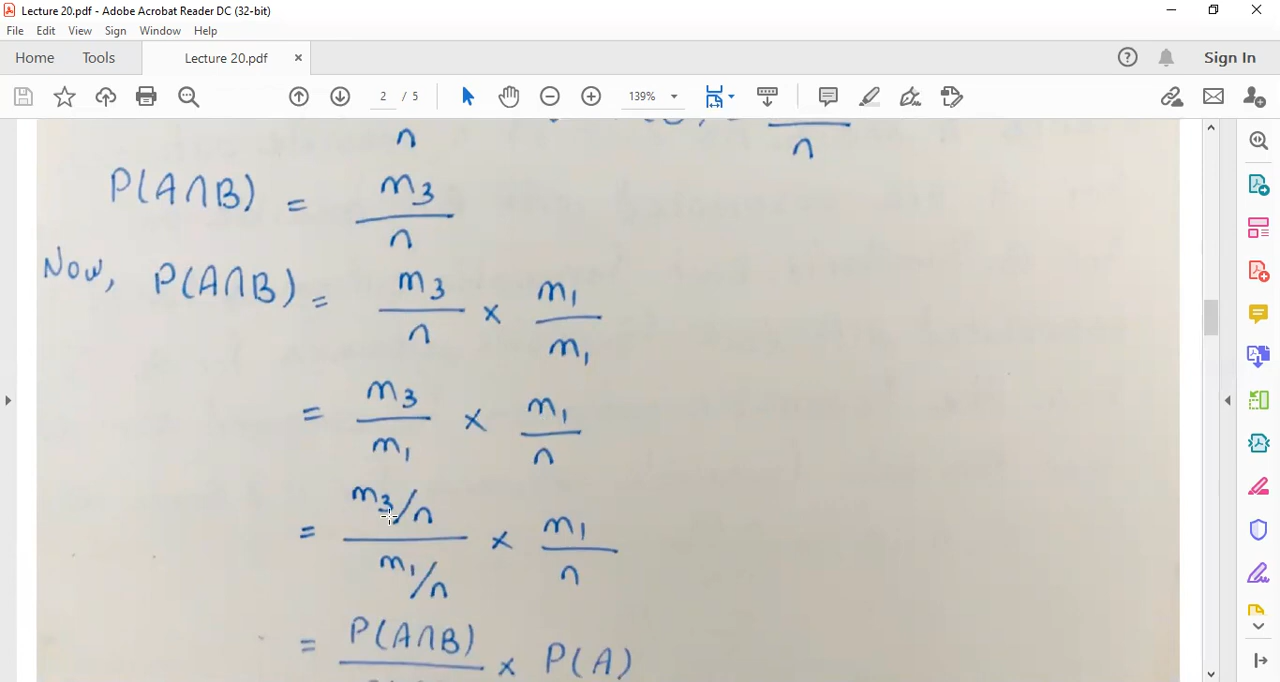 Lecture 20.pdf - Adobe Acrobat Reader DC (32-bit)
File Edit View Sign Window Help
Home Tools Lecture 20.pdf × Sign In
2 / 5 139%
n n
P(A∩B) = m₃/n
Now, P(A∩B) = m₃/n × m₁/m₁
= m₃/m₁ × m₁/n
= (m₃/n)/(m₁/n) × m₁/n
= P(A∩B) × P(A)